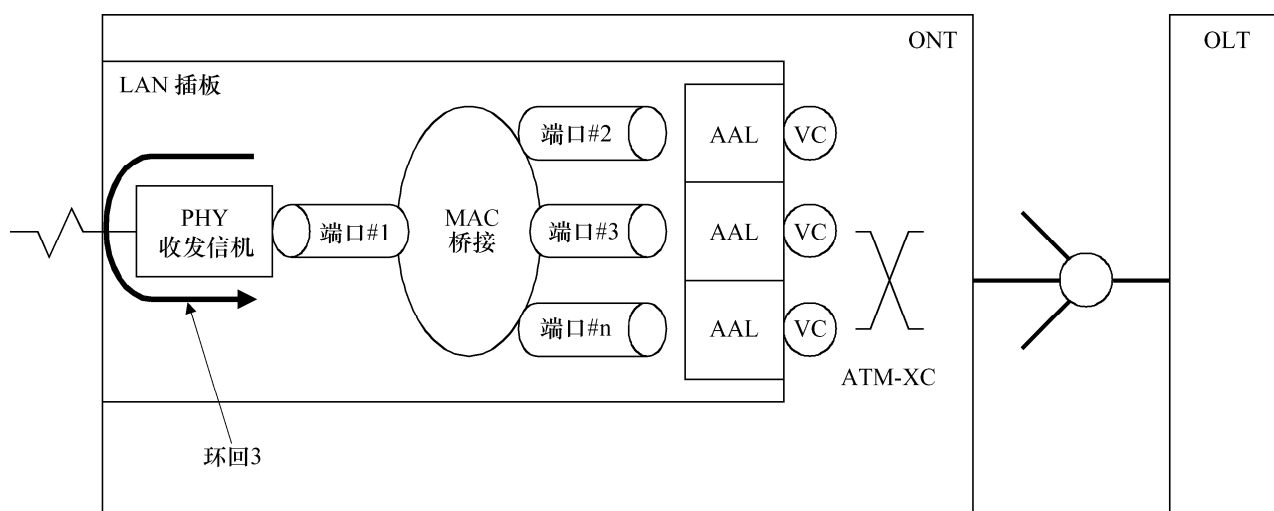 ONT
OLT
LAN 插板
端口#2
AAL
VC
PHY
收发信机
端口#1
MAC
桥接
端口#3
AAL
VC
端口#n
AAL
VC
ATM-XC
环回3